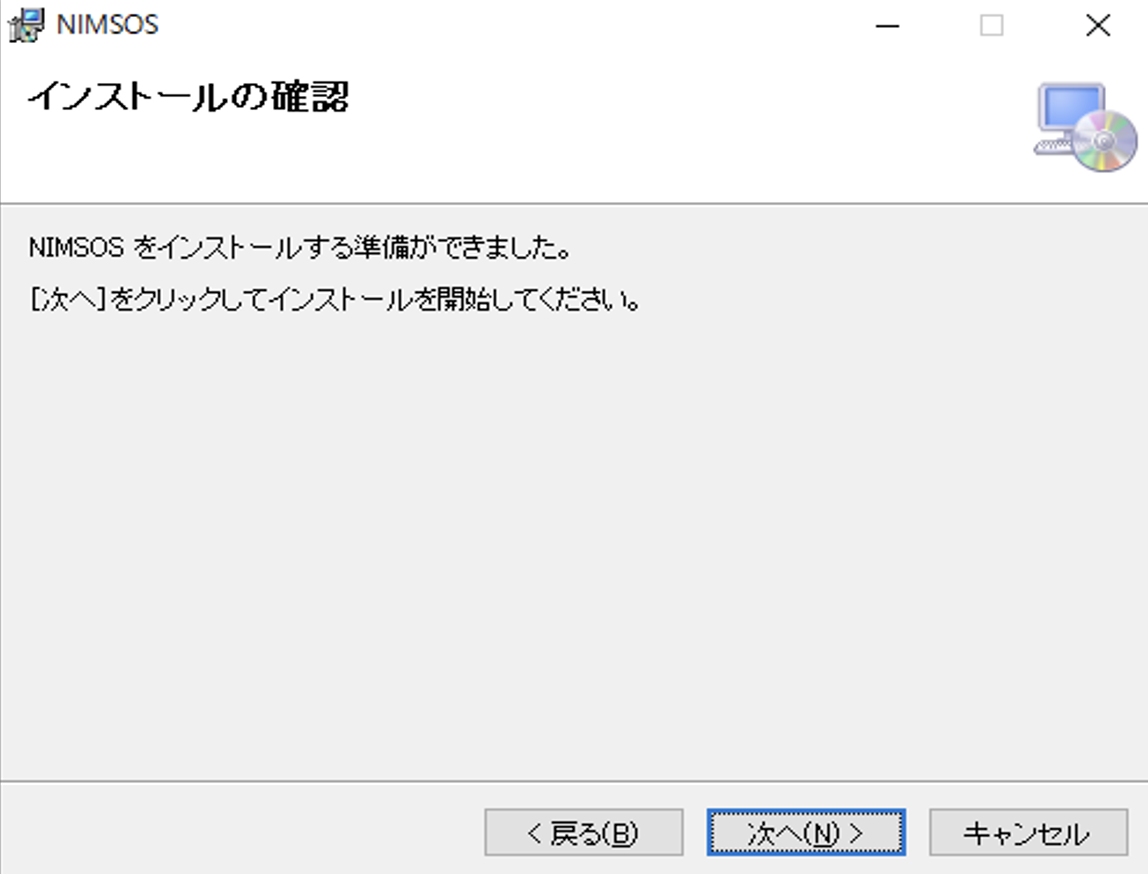 NIMSOS
インストールの確認
NIMSOS をインストールする準備ができました。
[次へ]をクリックしてインストールを開始してください。
< 戻る(B)
次へ(N) >
キャンセル